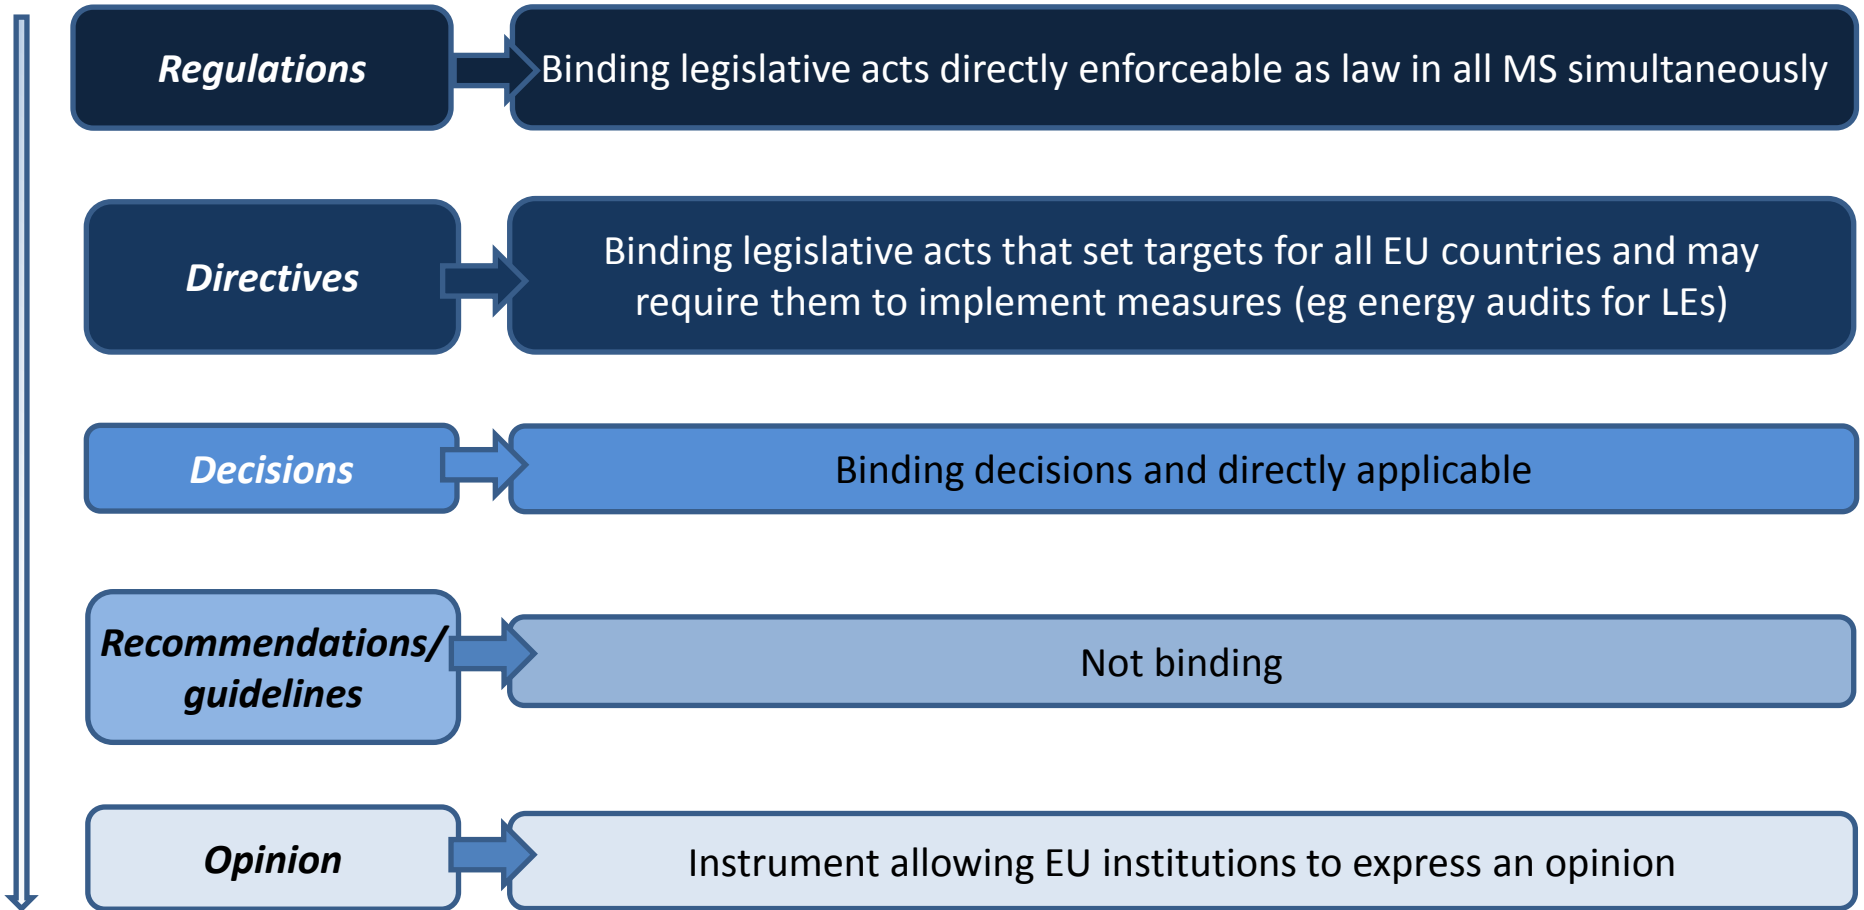 Regulations
Binding legislative acts directly enforceable as law in all MS simultaneously
Directives
Binding legislative acts that set targets for all EU countries and may
require them to implement measures (eg energy audits for LEs)
Decisions
Binding decisions and directly applicable
Recommendations/
guidelines
Not binding
Opinion
Instrument allowing EU institutions to express an opinion